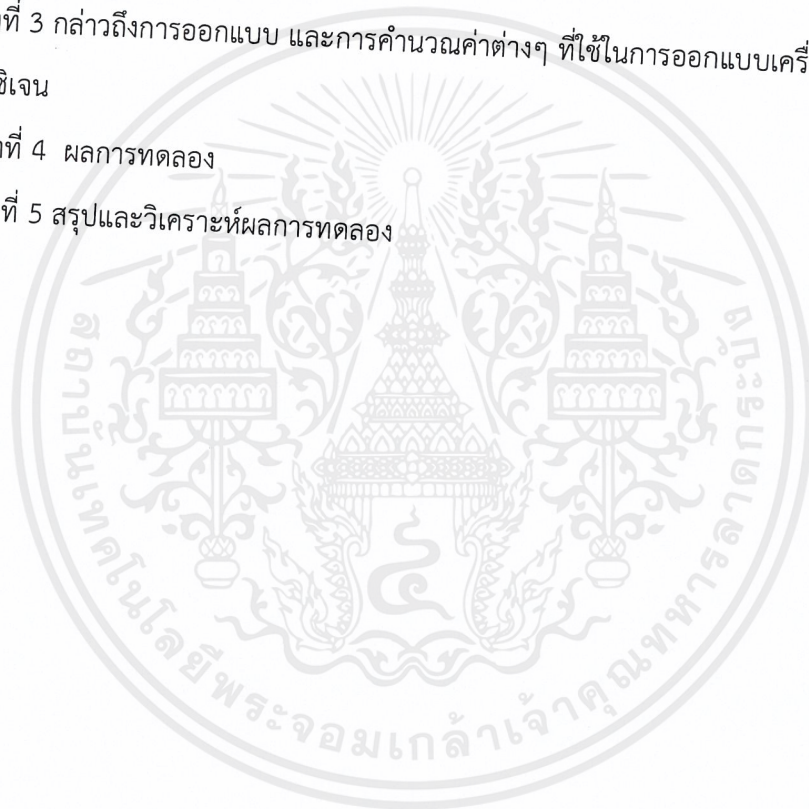 ที่ 3 กล่าวถึงการออกแบบ และการคำนวณค่าต่างๆ ที่ใช้ในการออกแบบเครื่
ซิเจน
ที่ 4 ผลการทดลอง
ที่ 5 สรุปและวิเคราะห์ผลการทดลอง
สถาบันเทคโนโลยีพระจอมเกล้าเจ้าคุณทหารลาดกระบัง